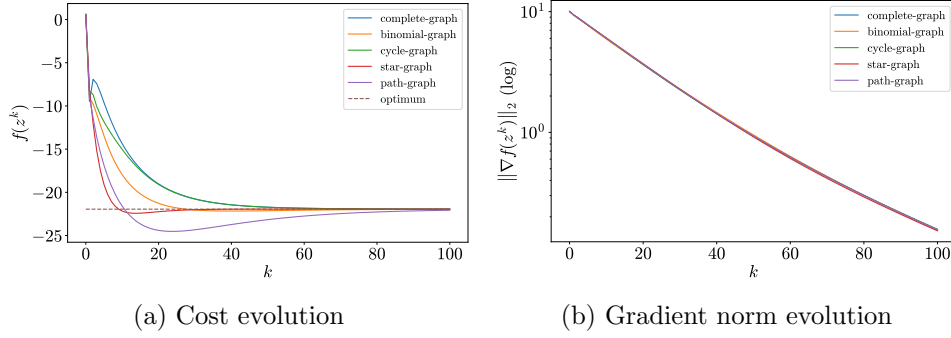 0
−5
−10
−15
−20
−25
f(z^k)
0
20
40
60
80
100
k
complete-graph
binomial-graph
cycle-graph
star-graph
path-graph
optimum
(a) Cost evolution
10^1
10^0
||∇f(z^k)||_2 (log)
0
20
40
60
80
100
k
complete-graph
binomial-graph
cycle-graph
star-graph
path-graph
(b) Gradient norm evolution